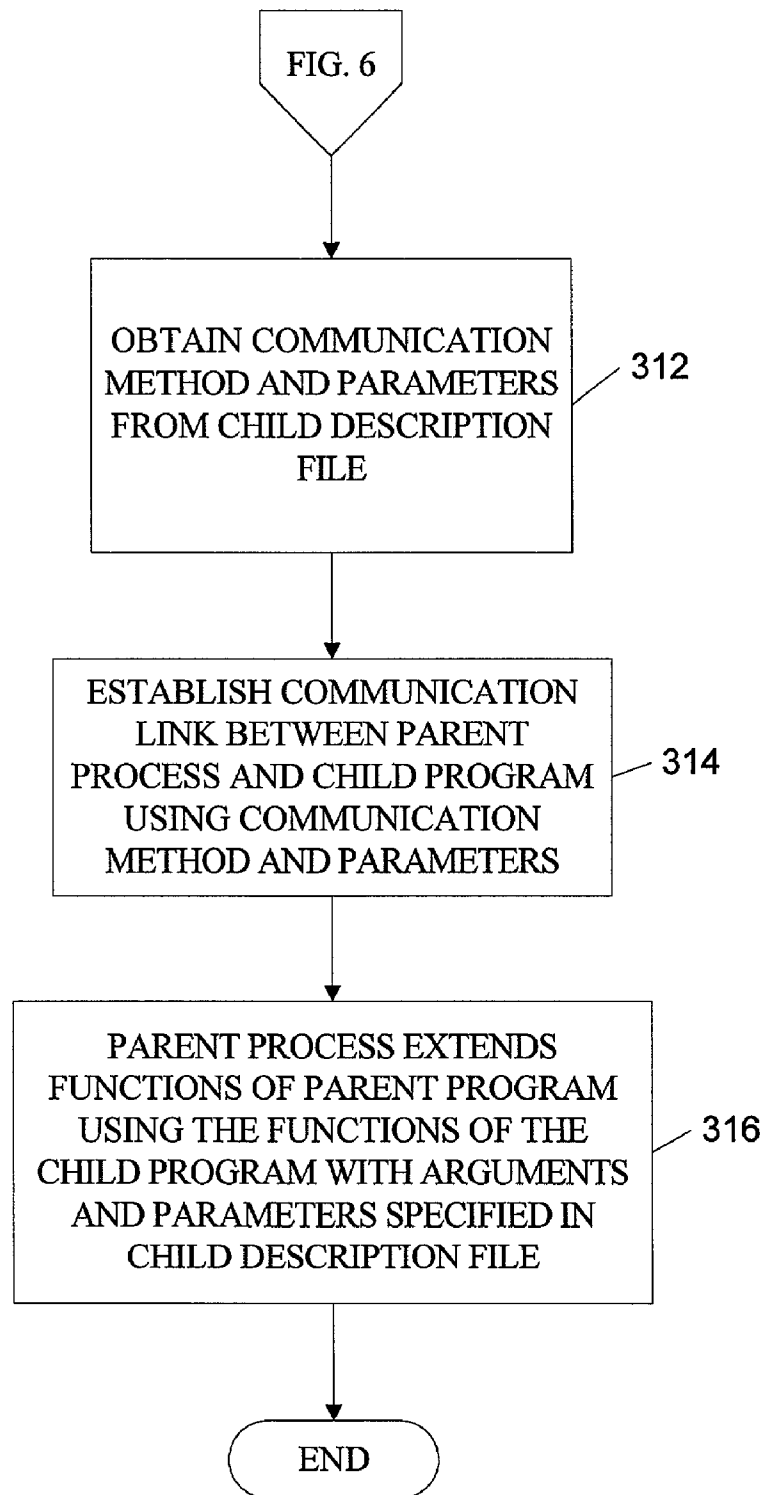 FIG. 6
OBTAIN COMMUNICATION
METHOD AND PARAMETERS
FROM CHILD DESCRIPTION
FILE
312
ESTABLISH COMMUNICATION
LINK BETWEEN PARENT
PROCESS AND CHILD PROGRAM
USING COMMUNICATION
METHOD AND PARAMETERS
314
PARENT PROCESS EXTENDS
FUNCTIONS OF PARENT PROGRAM
USING THE FUNCTIONS OF THE
CHILD PROGRAM WITH ARGUMENTS
AND PARAMETERS SPECIFIED IN
CHILD DESCRIPTION FILE
316
END